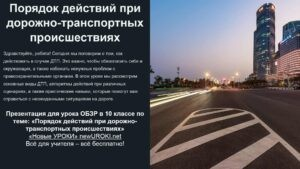 Порядок действий при
дорожно-транспортных
происшествиях
Здравствуйте, ребята! Сегодня мы поговорим о том, как
действовать в случае ДТП. Это важно, чтобы обезопасить себя и
окружающих, а также избежать ненужных проблем с
правоохранительными органами. В этом уроке мы рассмотрим
основные виды ДТП, алгоритмы действий при различных
сценариях, а также практические навыки, которые помогут вам
справиться с неожиданными ситуациями на дороге.
Презентация для урока ОБЗР в 10 классе по
теме: «Порядок действий при дорожно-
транспортных происшествиях»
«Новые УРОКИ» newUROKI.net
Всё для учителя – всё бесплатно!